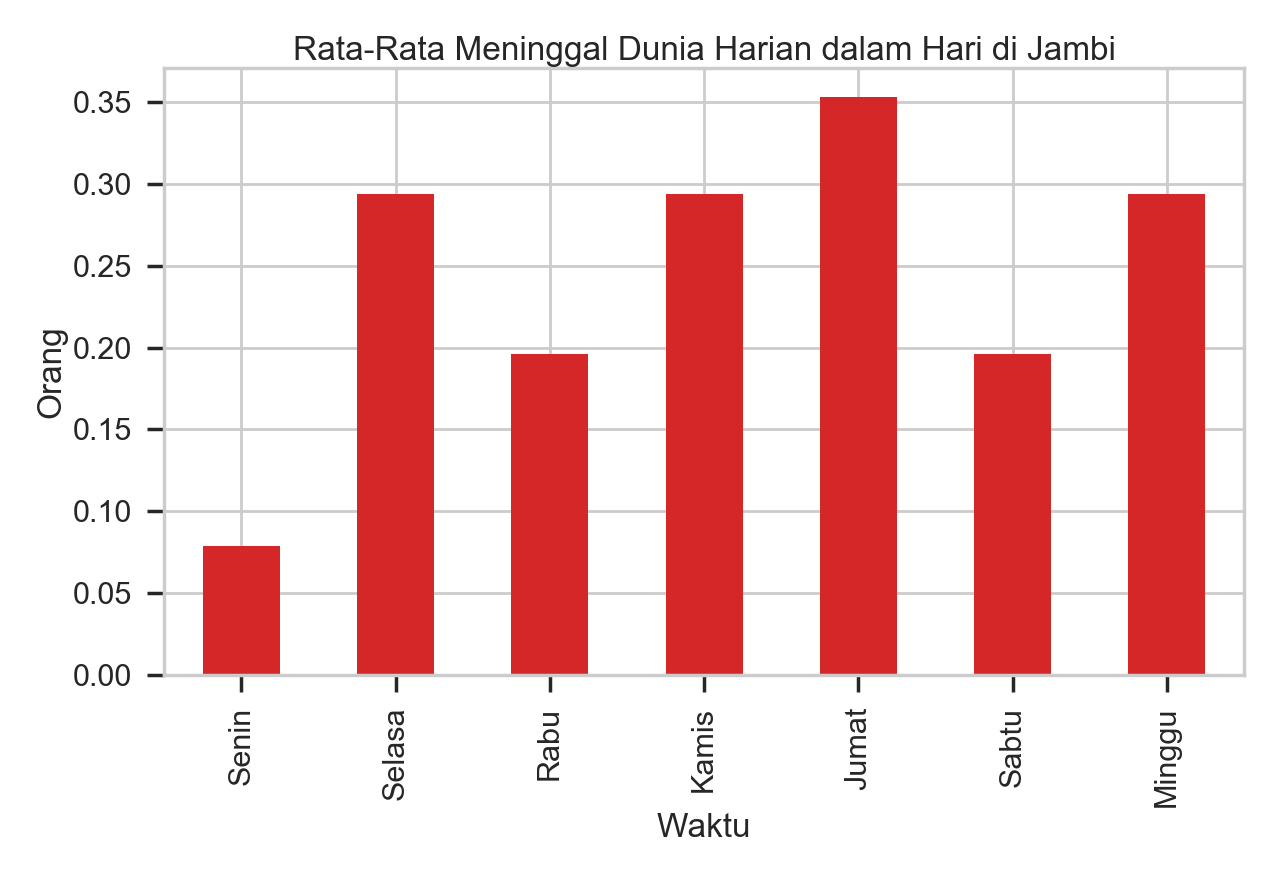 Rata-Rata Meninggal Dunia Harian dalam Hari di Jambi
0.35
0.30
0.25
0.20
0.15
0.10
0.05
0.00
Orang
Senin
Selasa
Rabu
Kamis
Jumat
Sabtu
Minggu
Waktu